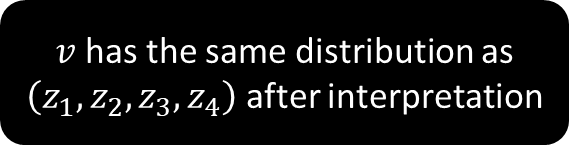 𝑣 has the same distribution as
(𝑧₁, 𝑧₂, 𝑧₃, 𝑧₄) after interpretation